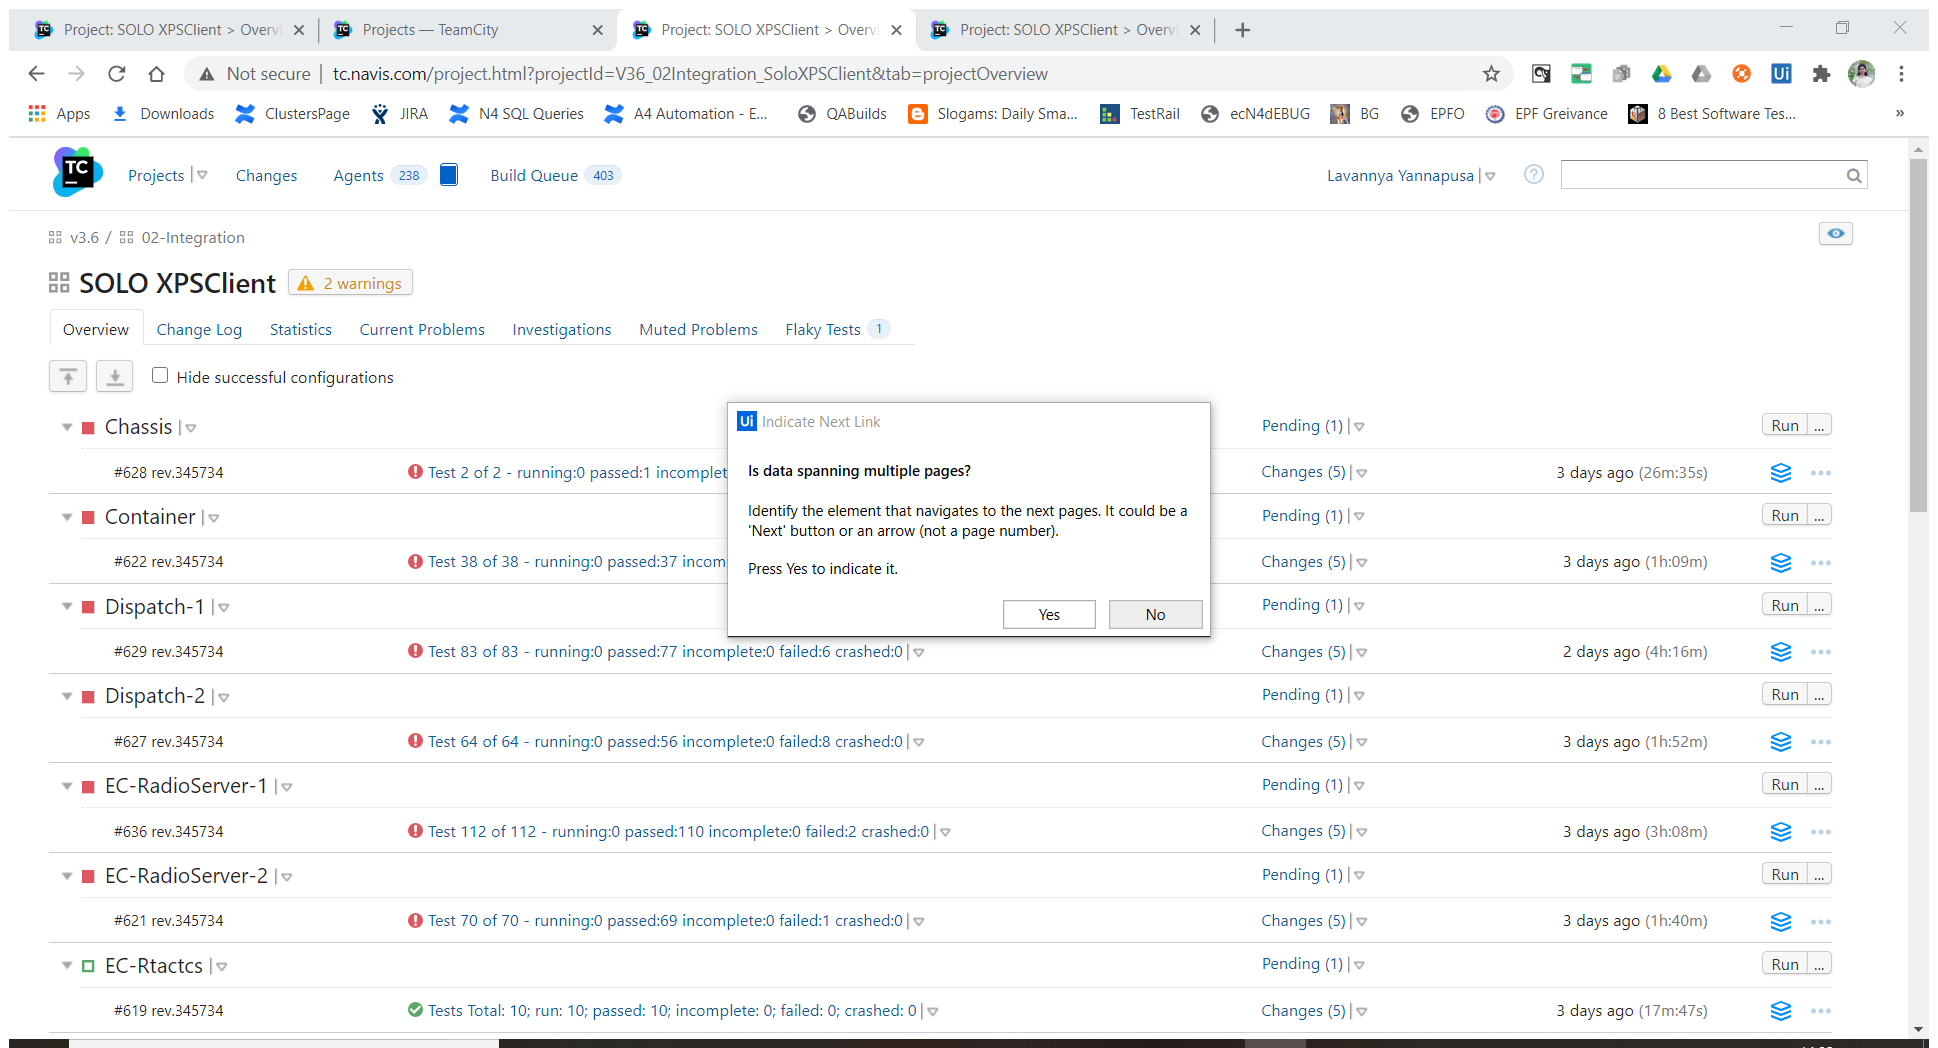 Project: SOLO XPSClient > Overvi
Projects — TeamCity
Project: SOLO XPSClient > Overvi
Project: SOLO XPSClient > Overvi
Not secure | tc.navis.com/project.html?projectId=V36_02Integration_SoloXPSClient&tab=projectOverview
Apps Downloads ClustersPage JIRA N4 SQL Queries A4 Automation - E... QABuilds Slogams: Daily Sma... TestRail ecN4dEBUG BG EPFO EPF Greivance 8 Best Software Tes... »
TC Projects Changes Agents 238 Build Queue 403 Lavannya Yannapusa ?
v3.6 / 02-Integration
SOLO XPSClient 2 warnings
Overview Change Log Statistics Current Problems Investigations Muted Problems Flaky Tests 1
Hide successful configurations
Chassis Pending (1) Run ...
#628 rev.345734 Test 2 of 2 - running:0 passed:1 incomplet Changes (5) 3 days ago (26m:35s)
Container Pending (1) Run ...
#622 rev.345734 Test 38 of 38 - running:0 passed:37 incom Changes (5) 3 days ago (1h:09m)
Dispatch-1 Pending (1) Run ...
#629 rev.345734 Test 83 of 83 - running:0 passed:77 incomplete:0 failed:6 crashed:0 Changes (5) 2 days ago (4h:16m)
Dispatch-2 Pending (1) Run ...
#627 rev.345734 Test 64 of 64 - running:0 passed:56 incomplete:0 failed:8 crashed:0 Changes (5) 3 days ago (1h:52m)
EC-RadioServer-1 Pending (1) Run ...
#636 rev.345734 Test 112 of 112 - running:0 passed:110 incomplete:0 failed:2 crashed:0 Changes (5) 3 days ago (3h:08m)
EC-RadioServer-2 Pending (1) Run ...
#621 rev.345734 Test 70 of 70 - running:0 passed:69 incomplete:0 failed:1 crashed:0 Changes (5) 3 days ago (1h:40m)
EC-Rtactcs Pending (1) Run ...
#619 rev.345734 Tests Total: 10; run: 10; passed: 10; incomplete: 0; failed: 0; crashed: 0 Changes (5) 3 days ago (17m:47s)
Ui Indicate Next Link
Is data spanning multiple pages?
Identify the element that navigates to the next pages. It could be a
'Next' button or an arrow (not a page number).
Press Yes to indicate it.
Yes No